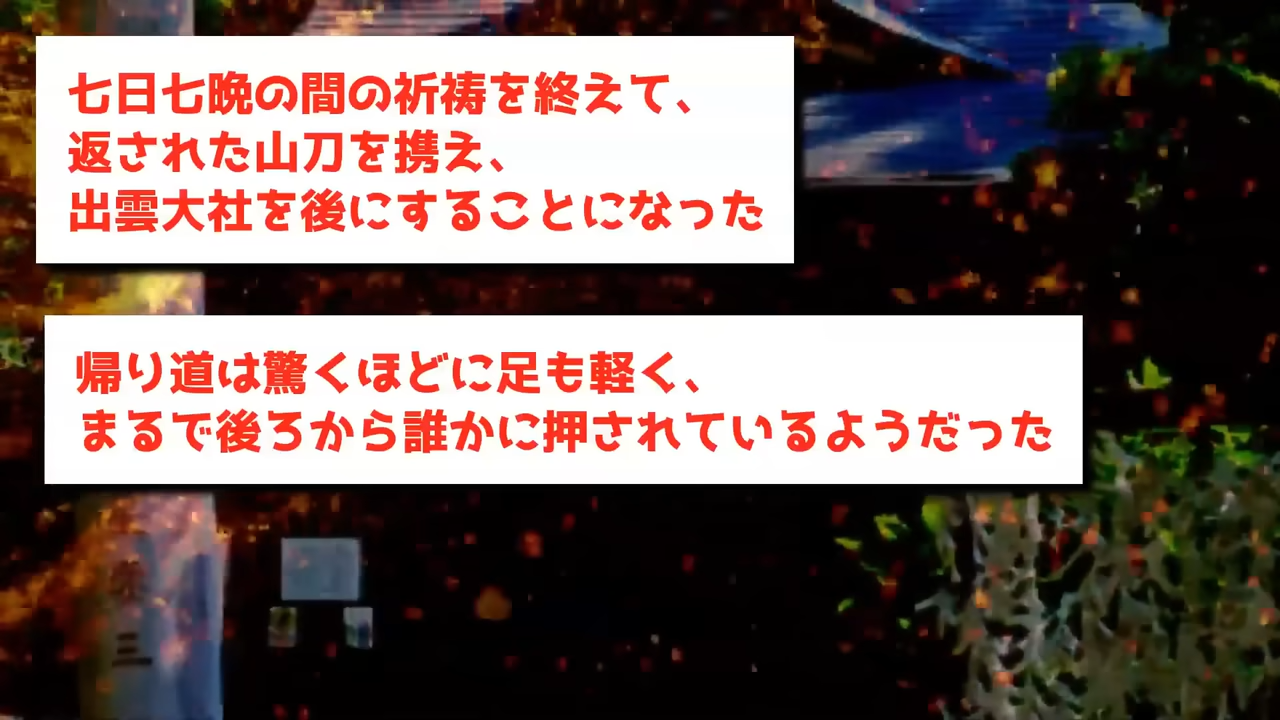 七日七晩の間の祈祷を終えて、
返された山刀を携え、
出雲大社を後にすることになった
帰り道は驚くほどに足も軽く、
まるで後ろから誰かに押されているようだった
三